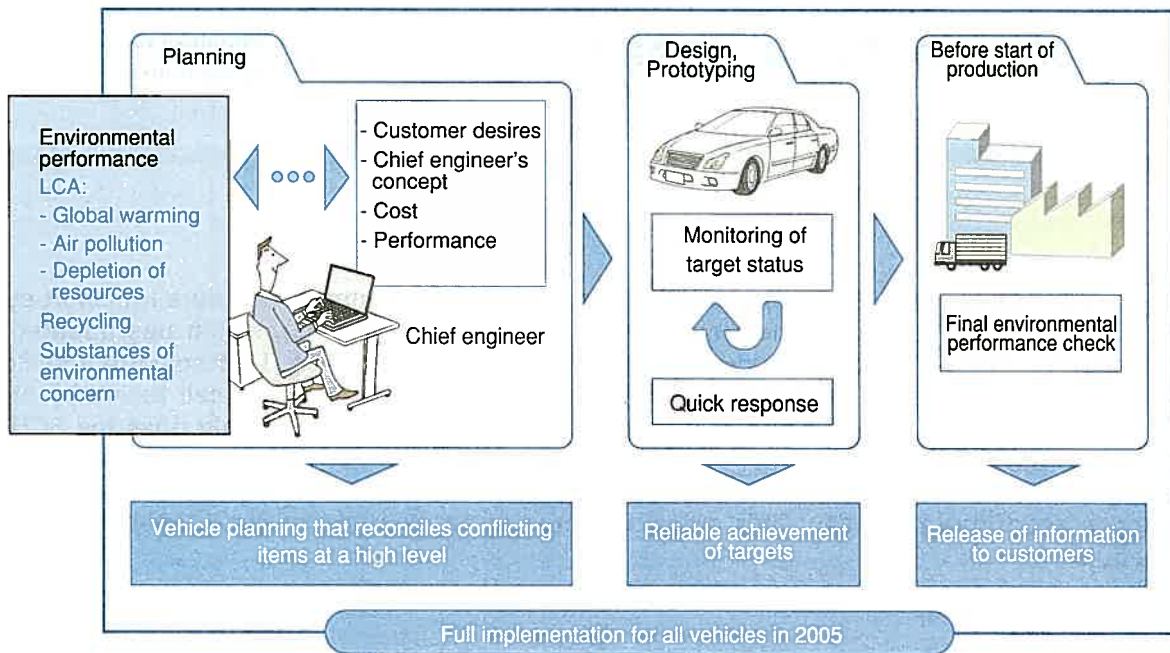 Planning
Environmental
performance
LCA:
- Global warming
- Air pollution
- Depletion of
resources
Recycling
Substances of
environmental
concern
- Customer desires
- Chief engineer's
concept
- Cost
- Performance
Chief engineer
Design,
Prototyping
Monitoring of
target status
Quick response
Before start of
production
Final environmental
performance check
Vehicle planning that reconciles conflicting
items at a high level
Reliable achievement
of targets
Release of information
to customers
Full implementation for all vehicles in 2005